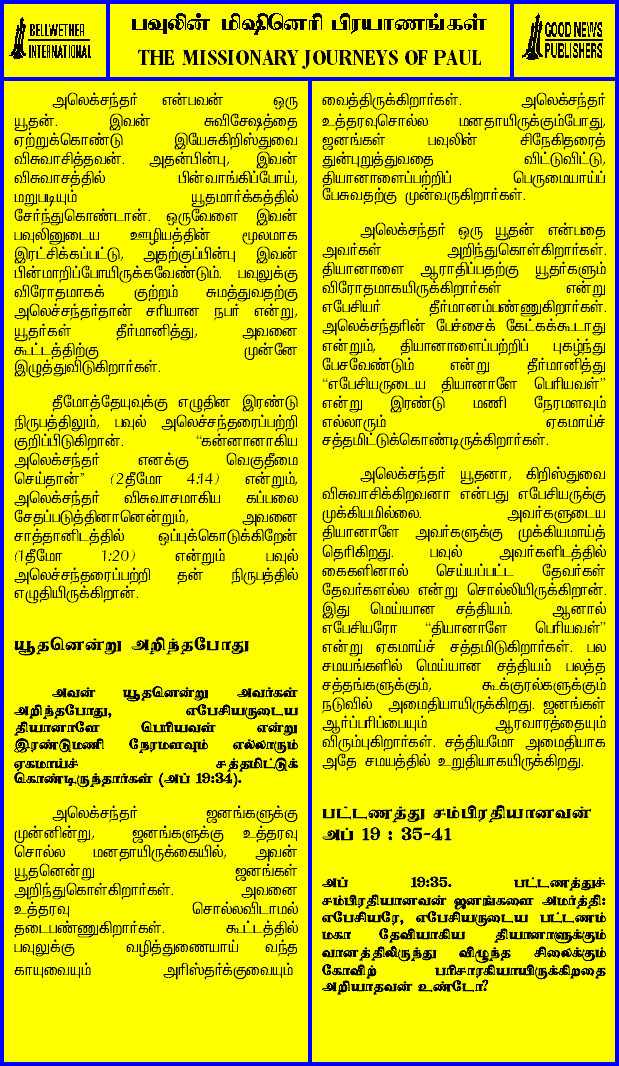 BELLWETHER
INTERNATIONAL
பவுலின் மிஷினெரி பிரயாணங்கள்
THE MISSIONARY JOURNEYS OF PAUL
GOOD NEWS
PUBLISHERS
அலெக்சந்தர் என்பவன் ஒரு
யூதன். இவன் சுவிசேஷத்தை
ஏற்றுக்கொண்டு இயேசுகிறிஸ்துவை
விசுவாசித்தவன். அதன்பின்பு, இவன்
விசுவாசத்தில் பின்வாங்கிப்போய்,
மறுபடியும் யூதமார்க்கத்தில்
சேர்ந்துகொண்டான். ஒருவேளை இவன்
பவுலினுடைய ஊழியத்தின் மூலமாக
இரட்சிக்கப்பட்டு, அதற்குப்பின்பு இவன்
பின்மாறிப்போயிருக்கவேண்டும். பவுலுக்கு
விரோதமாகக் குற்றம் சுமத்துவதற்கு
அலெச்சந்தர்தான் சரியான நபர் என்று,
யூதர்கள் தீர்மானித்து, அவனை
கூட்டத்திற்கு முன்னே
இழுத்துவிடுகிறார்கள்.
தீமோத்தேயுவுக்கு எழுதின இரண்டு
நிருபத்திலும், பவுல் அலெச்சந்தரைப்பற்றி
குறிப்பிடுகிறான். "கன்னானாகிய
அலெக்சந்தர் எனக்கு வெகுதீமை
செய்தான்" (2தீமோ 4:14) என்றும்,
அலெக்சந்தர் விசுவாசமாகிய கப்பலை
சேதப்படுத்தினானென்றும், அவனை
சாத்தானிடத்தில் ஒப்புக்கொடுக்கிறேன்
(1தீமோ 1:20) என்றும் பவுல்
அலெச்சந்தரைப்பற்றி தன் நிருபத்தில்
எழுதியிருக்கிறான்.
யூதனென்று அறிந்தபோது
அவன் யூதனென்று அவர்கள்
அறிந்தபோது, எபேசியருடைய
தியானாளே பெரியவள் என்று
இரண்டுமணி நேரமளவும் எல்லாரும்
ஏகமாய்ச் சத்தமிட்டுக்
கொண்டிருந்தார்கள் (அப் 19:34).
அலெக்சந்தர் ஜனங்களுக்கு
முன்னின்று, ஜனங்களுக்கு உத்தரவு
சொல்ல மனதாயிருக்கையில், அவன்
யூதனென்று ஜனங்கள்
அறிந்துகொள்கிறார்கள். அவனை
உத்தரவு சொல்லவிடாமல்
தடைபண்ணுகிறார்கள். கூட்டத்தில்
பவுலுக்கு வழித்துணையாய் வந்த
காயுவையும் அரிஸ்தர்க்குவையும்
வைத்திருக்கிறார்கள். அலெக்சந்தர்
உத்தரவுசொல்ல மனதாயிருக்கும்போது,
ஜனங்கள் பவுலின் சிநேகிதரைத்
துன்புறுத்துவதை விட்டுவிட்டு,
தியானாளைப்பற்றிப் பெருமையாய்ப்
பேசுவதற்கு முன்வருகிறார்கள்.
அலெக்சந்தர் ஒரு யூதன் என்பதை
அவர்கள் அறிந்துகொள்கிறார்கள்.
தியானாளை ஆராதிப்பதற்கு யூதர்களும்
விரோதமாகயிருக்கிறார்கள் என்று
எபேசியர் தீர்மானம்பண்ணுகிறார்கள்.
அலெக்சந்தரின் பேச்சைக் கேட்கக்கூடாது
என்றும், தியானாளைப்பற்றிப் புகழ்ந்து
பேசவேண்டும் என்று தீர்மானித்து
"எபேசியருடைய தியானாளே பெரியவள்"
என்று இரண்டு மணி நேரமளவும்
எல்லாரும் ஏகமாய்ச்
சத்தமிட்டுக்கொண்டிருக்கிறார்கள்.
அலெக்சந்தர் யூதனா, கிறிஸ்துவை
விசுவாசிக்கிறவனா என்பது எபேசியருக்கு
முக்கியமில்லை. அவர்களுடைய
தியானாளே அவர்களுக்கு முக்கியமாய்த்
தெரிகிறது. பவுல் அவர்களிடத்தில்
கைகளினால் செய்யப்பட்ட தேவர்கள்
தேவர்களல்ல என்று சொல்லியிருக்கிறான்.
இது மெய்யான சத்தியம். ஆனால்
எபேசியரோ "தியானாளே பெரியவள்"
என்று ஏகமாய்ச் சத்தமிடுகிறார்கள். பல
சமயங்களில் மெய்யான சத்தியம் பலத்த
சத்தங்களுக்கும், கூக்குரல்களுக்கும்
நடுவில் அமைதியாயிருக்கிறது. ஜனங்கள்
ஆர்ப்பரிப்பையும் ஆரவாரத்தையும்
விரும்புகிறார்கள். சத்தியமோ அமைதியாக
அதே சமயத்தில் உறுதியாகயிருக்கிறது.
பட்டணத்து சம்பிரதியானவன்
அப் 19 : 35-41
அப் 19:35. பட்டணத்துச்
சம்பிரதியானவன் ஜனங்களை அமர்த்தி:
எபேசியரே, எபேசியருடைய பட்டணம்
மகா தேவியாகிய தியானாளுக்கும்
வானத்திலிருந்து விழுந்த சிலைக்கும்
கோவிற் பரிசாரகியாயிருக்கிறதை
அறியாதவன் உண்டோ?